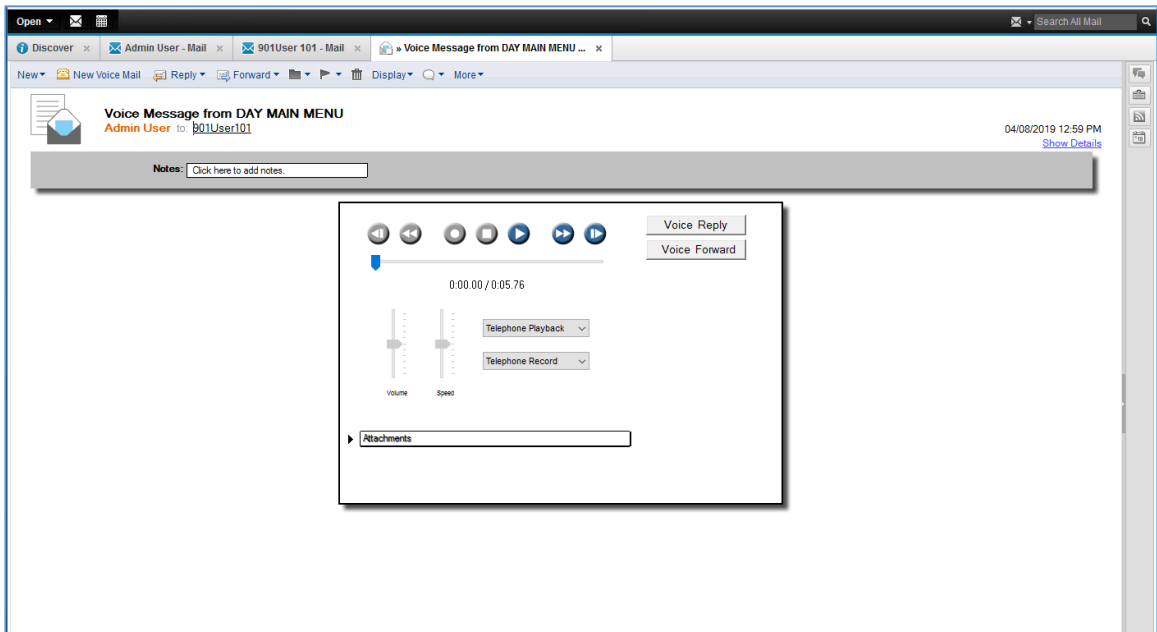 Open
Search All Mail
Discover
Admin User - Mail
901User 101 - Mail
» Voice Message from DAY MAIN MENU ...
New
New Voice Mail
Reply
Forward
Display
More
Voice Message from DAY MAIN MENU
Admin User to: 901User101
04/08/2019 12:59 PM
Show Details
Notes: Click here to add notes.
Voice Reply
Voice Forward
0:00.00 / 0:05.76
Telephone Playback
Telephone Record
Volume
Speed
Attachments